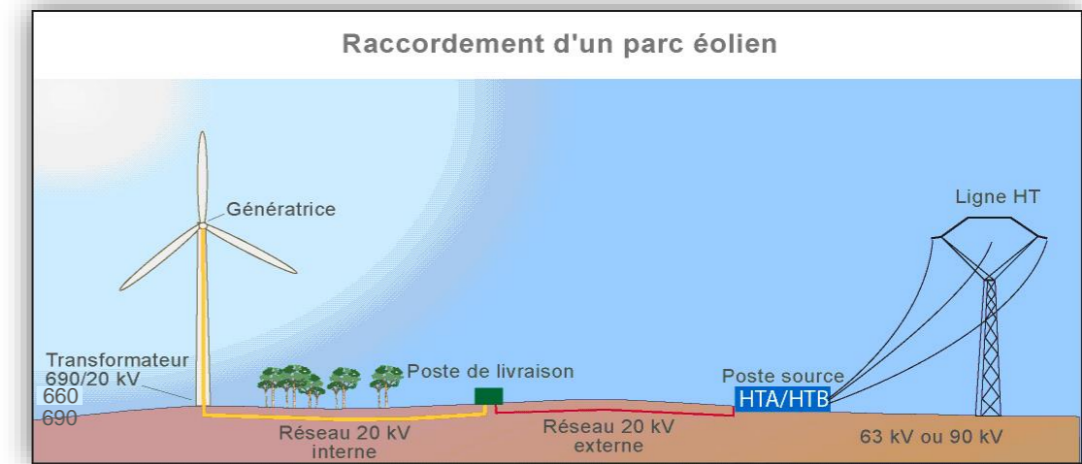 Raccordement d'un parc éolien
Génératrice
Ligne HT
Transformateur
690/20 kV
660
690
Poste de livraison
Poste source
HTA/HTB
Réseau 20 kV
interne
Réseau 20 kV
externe
63 kV ou 90 kV